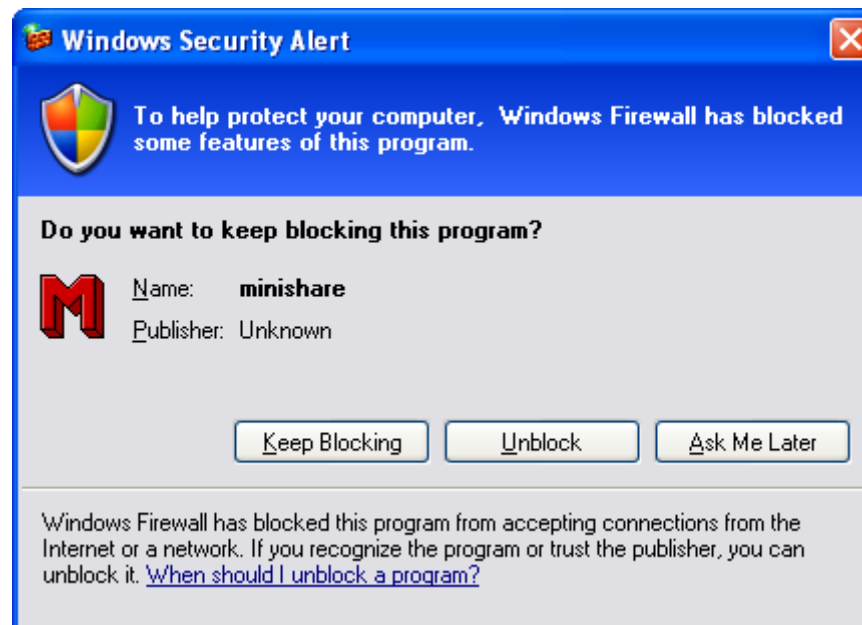 Windows Security Alert
To help protect your computer, Windows Firewall has blocked
some features of this program.
Do you want to keep blocking this program?
Name: minishare
Publisher: Unknown
Keep Blocking Unblock Ask Me Later
Windows Firewall has blocked this program from accepting connections from the
Internet or a network. If you recognize the program or trust the publisher, you can
unblock it. When should I unblock a program?